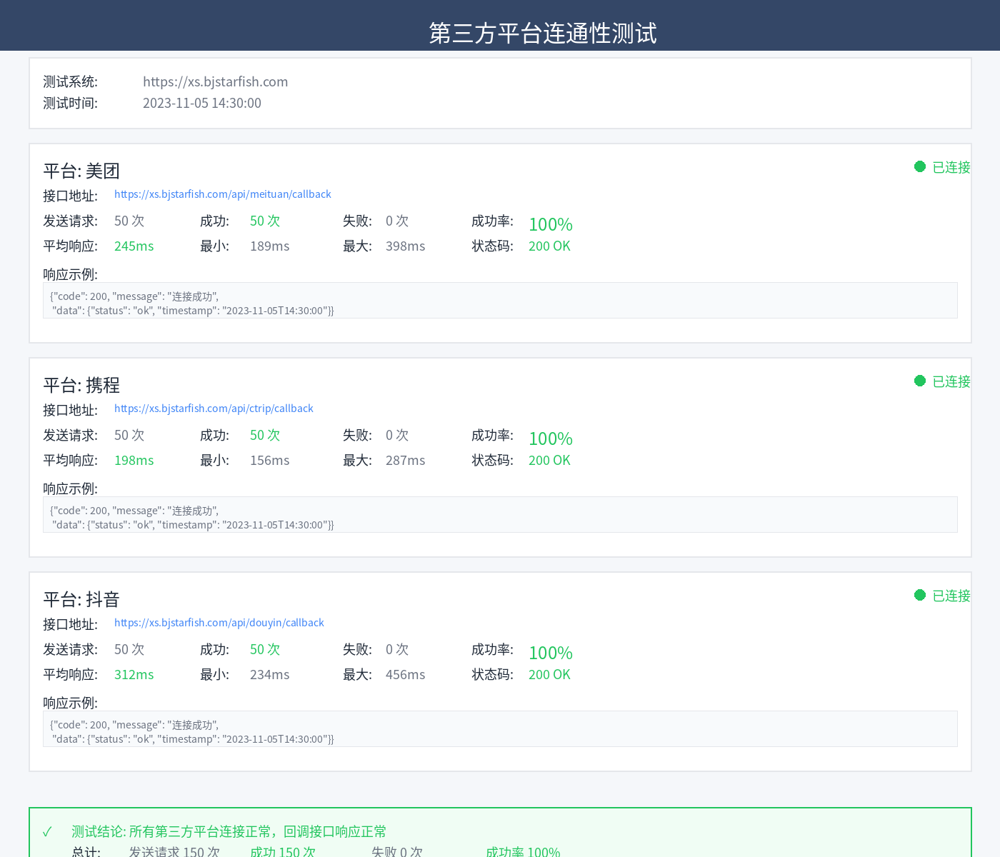 第三方平台连通性测试
测试系统: https://xs.bjstarfish.com
测试时间: 2023-11-05 14:30:00
平台: 美团 已连接
接口地址: https://xs.bjstarfish.com/api/meituan/callback
发送请求: 50 次 成功: 50 次 失败: 0 次 成功率: 100%
平均响应: 245ms 最小: 189ms 最大: 398ms 状态码: 200 OK
响应示例:
{"code": 200, "message": "连接成功",
"data": {"status": "ok", "timestamp": "2023-11-05T14:30:00"}}
平台: 携程 已连接
接口地址: https://xs.bjstarfish.com/api/ctrip/callback
发送请求: 50 次 成功: 50 次 失败: 0 次 成功率: 100%
平均响应: 198ms 最小: 156ms 最大: 287ms 状态码: 200 OK
响应示例:
{"code": 200, "message": "连接成功",
"data": {"status": "ok", "timestamp": "2023-11-05T14:30:00"}}
平台: 抖音 已连接
接口地址: https://xs.bjstarfish.com/api/douyin/callback
发送请求: 50 次 成功: 50 次 失败: 0 次 成功率: 100%
平均响应: 312ms 最小: 234ms 最大: 456ms 状态码: 200 OK
响应示例:
{"code": 200, "message": "连接成功",
"data": {"status": "ok", "timestamp": "2023-11-05T14:30:00"}}
✓ 测试结论: 所有第三方平台连接正常，回调接口响应正常
总计: 发送请求 150 次 成功 150 次 失败 0 次 成功率 100%